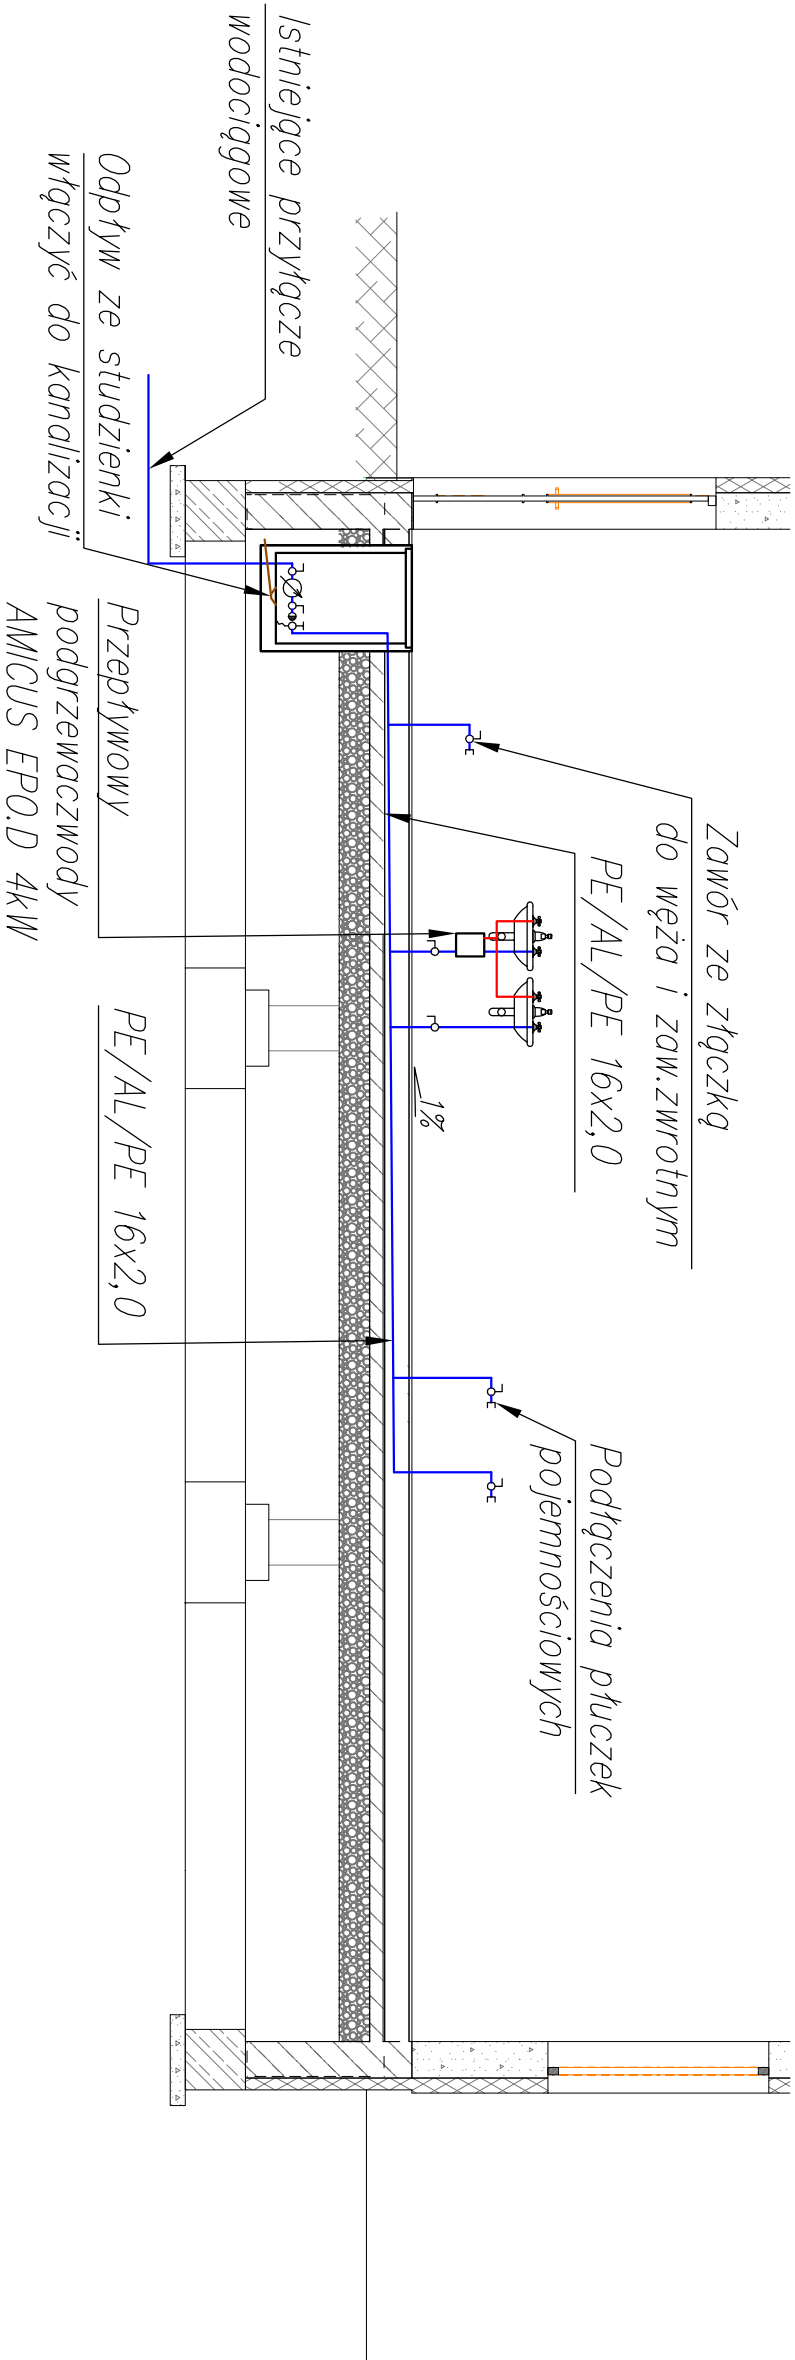 Istniejące przyłącze
wodociągowe
Odpływ ze studzienki
włączyć do kanalizacji
Przepływowy
podgrzewaczwody
AMICUS EPO.D 4kW
Zawór ze złączką
do węża i zaw.zwrotnym
PE/AL/PE 16x2,0
1%
PE/AL/PE 16x2,0
Podłączenia płuczek
pojemnościowych